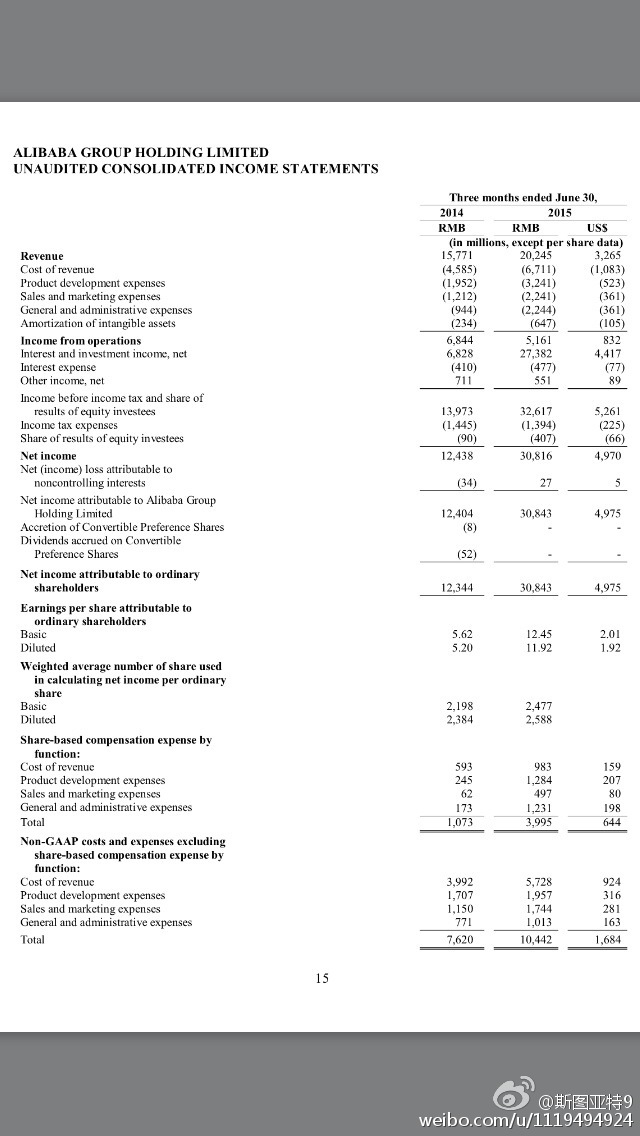 ALIBABA GROUP HOLDING LIMITED
UNAUDITED CONSOLIDATED INCOME STATEMENTS
Three months ended June 30,
2014 2015
RMB RMB US$
(in millions, except per share data)
Revenue 15,771 20,245 3,265
Cost of revenue (4,585) (6,711) (1,083)
Product development expenses (1,952) (3,241) (523)
Sales and marketing expenses (1,212) (2,241) (361)
General and administrative expenses (944) (2,244) (361)
Amortization of intangible assets (234) (647) (105)
Income from operations 6,844 5,161 832
Interest and investment income, net 6,828 27,382 4,417
Interest expense (410) (477) (77)
Other income, net 711 551 89
Income before income tax and share of
results of equity investees 13,973 32,617 5,261
Income tax expenses (1,445) (1,394) (225)
Share of results of equity investees (90) (407) (66)
Net income 12,438 30,816 4,970
Net (income) loss attributable to
noncontrolling interests (34) 27 5
Net income attributable to Alibaba Group
Holding Limited 12,404 30,843 4,975
Accretion of Convertible Preference Shares (8) - -
Dividends accrued on Convertible
Preference Shares (52) - -
Net income attributable to ordinary
shareholders 12,344 30,843 4,975
Earnings per share attributable to
ordinary shareholders
Basic 5.62 12.45 2.01
Diluted 5.20 11.92 1.92
Weighted average number of share used
in calculating net income per ordinary
share
Basic 2,198 2,477
Diluted 2,384 2,588
Share-based compensation expense by
function:
Cost of revenue 593 983 159
Product development expenses 245 1,284 207
Sales and marketing expenses 62 497 80
General and administrative expenses 173 1,231 198
Total 1,073 3,995 644
Non-GAAP costs and expenses excluding
share-based compensation expense by
function:
Cost of revenue 3,992 5,728 924
Product development expenses 1,707 1,957 316
Sales and marketing expenses 1,150 1,744 281
General and administrative expenses 771 1,013 163
Total 7,620 10,442 1,684
15
@斯图亚特9
weibo.com/u/1119494924